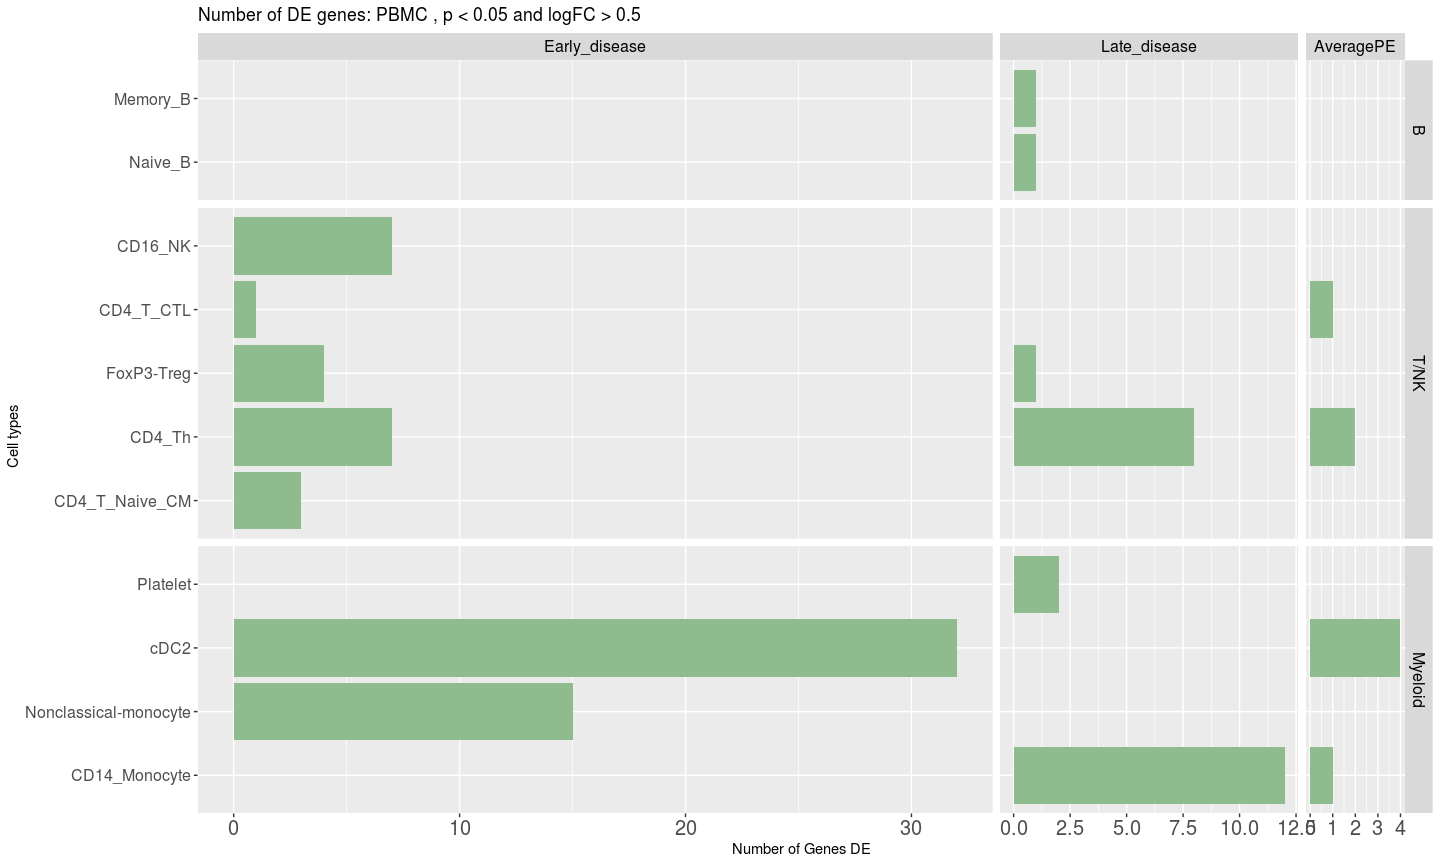 Number of DE genes: PBMC , p < 0.05 and logFC > 0.5
Early_disease
Late_disease
AveragePE
Memory_B
Naive_B
B
CD16_NK
CD4_T_CTL
FoxP3-Treg
CD4_Th
CD4_T_Naive_CM
T/NK
Platelet
cDC2
Nonclassical-monocyte
CD14_Monocyte
Myeloid
Cell types
0 10 20 30
0.0 2.5 5.0 7.5 10.0 12.5
1 2 3 4
Number of Genes DE